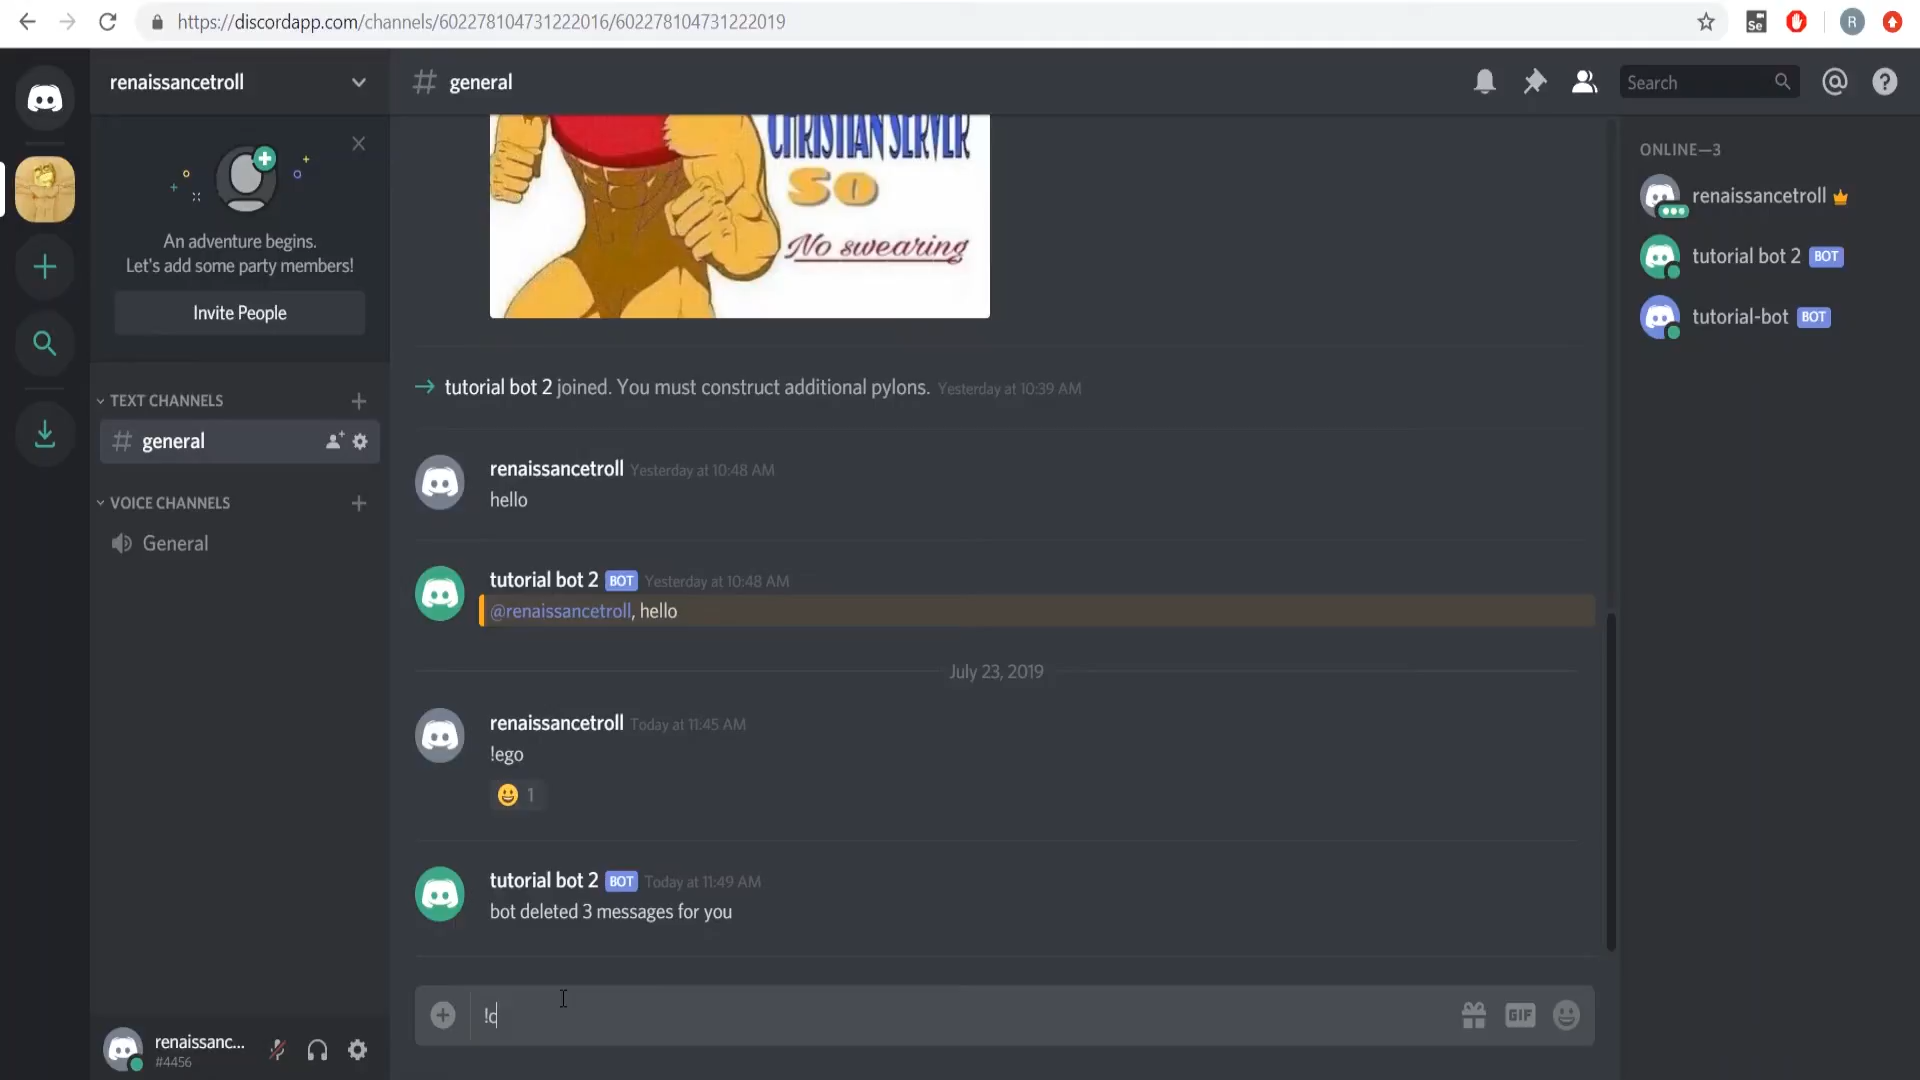 https://discordapp.com/channels/602278104731222016/602278104731222019
Se
R
renaissancetroll
# general
Search
An adventure begins.
Let's add some party members!
Invite People
TEXT CHANNELS
# general
VOICE CHANNELS
General
renaissanc...
#4456
CHRISTIAN SERVER
SO
No swearing
tutorial bot 2 joined. You must construct additional pylons. Yesterday at 10:39 AM
renaissancetroll Yesterday at 10:48 AM
hello
tutorial bot 2 BOT Yesterday at 10:48 AM
@renaissancetroll, hello
July 23, 2019
renaissancetroll Today at 11:45 AM
!ego
1
tutorial bot 2 BOT Today at 11:49 AM
bot deleted 3 messages for you
!c
GIF
ONLINE—3
renaissancetroll
tutorial bot 2 BOT
tutorial-bot BOT